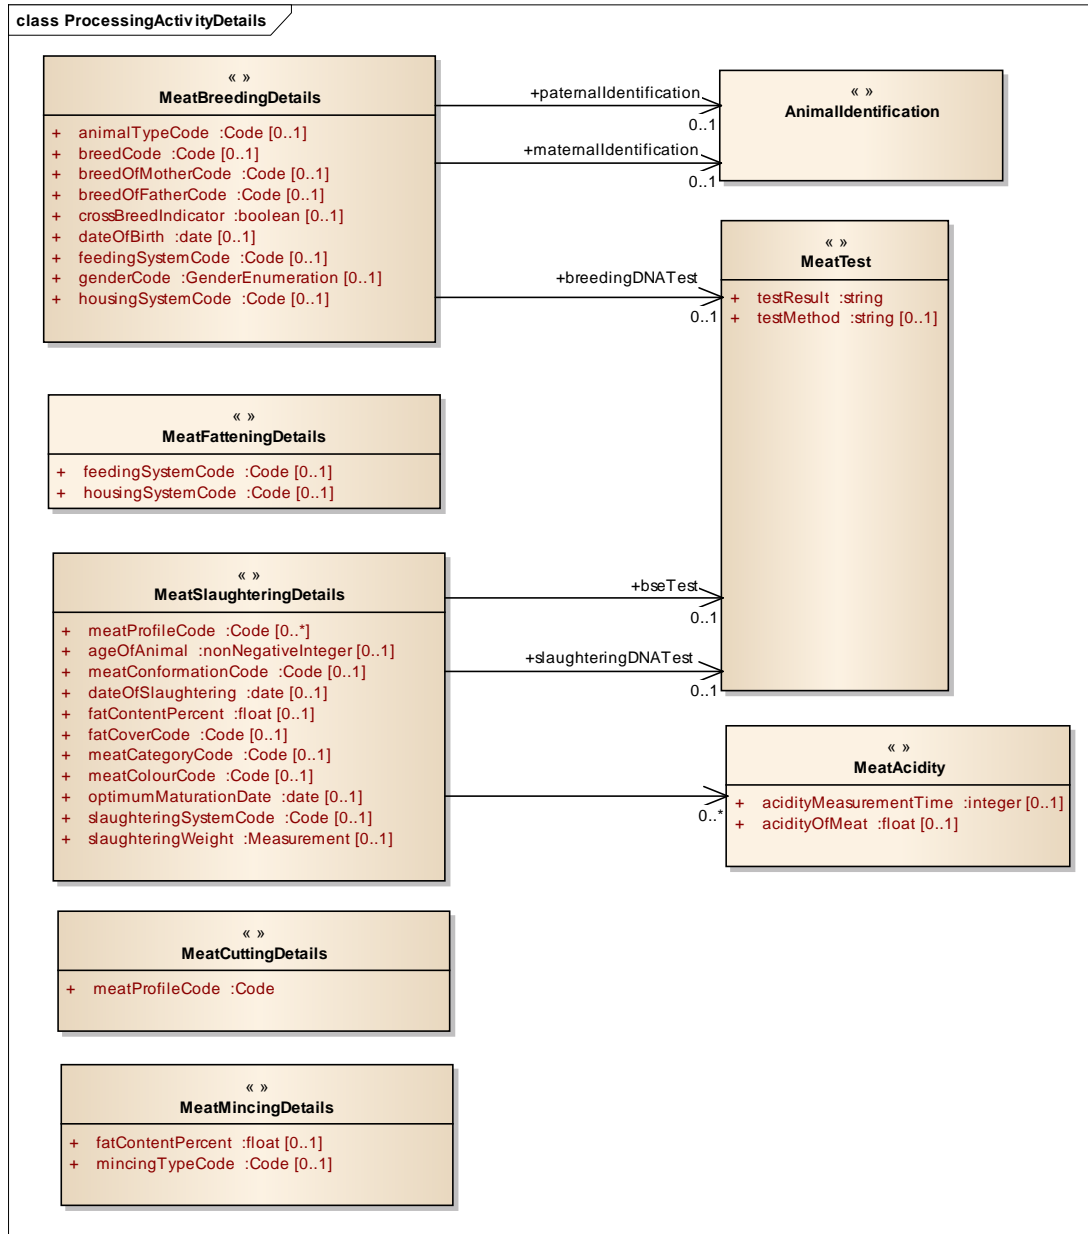 class ProcessingActivityDetails
« »
MeatBreedingDetails
+ animalTypeCode :Code [0..1]
+ breedCode :Code [0..1]
+ breedOfMotherCode :Code [0..1]
+ breedOfFatherCode :Code [0..1]
+ crossBreedIndicator :boolean [0..1]
+ dateOfBirth :date [0..1]
+ feedingSystemCode :Code [0..1]
+ genderCode :GenderEnumeration [0..1]
+ housingSystemCode :Code [0..1]
+paternalIdentification
0..1
+maternalIdentification
0..1
« »
AnimalIdentification
+breedingDNATest
0..1
« »
MeatTest
+ testResult :string
+ testMethod :string [0..1]
« »
MeatFatteningDetails
+ feedingSystemCode :Code [0..1]
+ housingSystemCode :Code [0..1]
« »
MeatSlaughteringDetails
+ meatProfileCode :Code [0..*]
+ ageOfAnimal :nonNegativeInteger [0..1]
+ meatConformationCode :Code [0..1]
+ dateOfSlaughtering :date [0..1]
+ fatContentPercent :float [0..1]
+ fatCoverCode :Code [0..1]
+ meatCategoryCode :Code [0..1]
+ meatColourCode :Code [0..1]
+ optimumMaturationDate :date [0..1]
+ slaughteringSystemCode :Code [0..1]
+ slaughteringWeight :Measurement [0..1]
+bseTest
0..1
+slaughteringDNATest
0..1
0..*
« »
MeatAcidity
+ acidityMeasurementTime :integer [0..1]
+ acidityOfMeat :float [0..1]
« »
MeatCuttingDetails
+ meatProfileCode :Code
« »
MeatMincingDetails
+ fatContentPercent :float [0..1]
+ mincingTypeCode :Code [0..1]